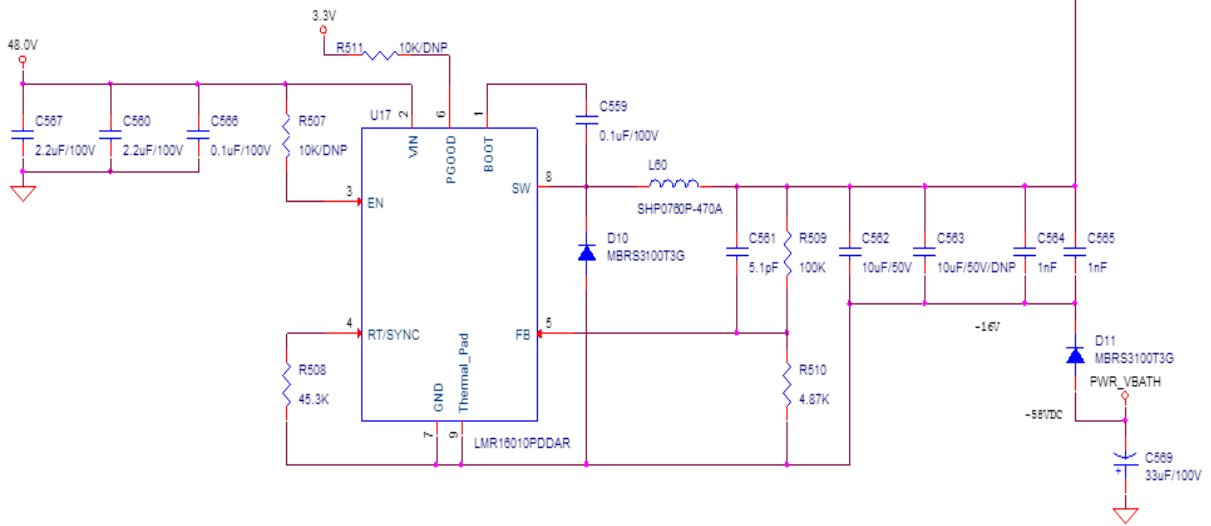 3.3V
R511
10K/DNP
48.0V
C567
2.2uF/100V
C560
2.2uF/100V
C566
0.1uF/100V
R507
10K/DNP
U17
2
6
1
VIN
PGOOD
BOOT
C559
0.1uF/100V
3
EN
SW
8
L60
SHP0760P-470A
D10
MBRS3100T3G
C561
5.1pF
R509
100K
C562
10uF/50V
C563
10uF/50V/DNP
C564
1nF
C565
1nF
4
RT/SYNC
FB
5
-16V
D11
MBRS3100T3G
PWR_VBATH
R508
45.3K
GND
Thermal_Pad
R510
4.87K
-58VDC
7
9
LMR16010PDDAR
C569
33uF/100V
+